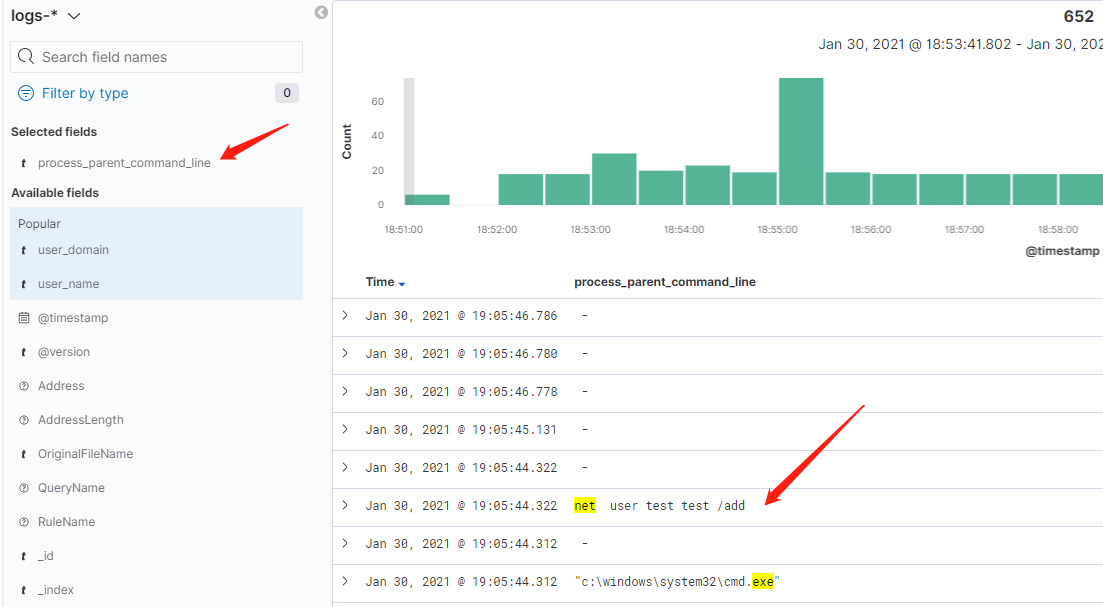 logs-*
Search field names
Filter by type 0
Selected fields
t process_parent_command_line
Available fields
Popular
t user_domain
t user_name
@timestamp
t @version
Address
AddressLength
t OriginalFileName
QueryName
RuleName
t _id
t _index
652
Jan 30, 2021 @ 18:53:41.802 - Jan 30, 202
Count
60
40
20
0
18:51:00 18:52:00 18:53:00 18:54:00 18:55:00 18:56:00 18:57:00 18:58:00
@timestamp
Time process_parent_command_line
Jan 30, 2021 @ 19:05:46.786 -
Jan 30, 2021 @ 19:05:46.780 -
Jan 30, 2021 @ 19:05:46.778 -
Jan 30, 2021 @ 19:05:45.131 -
Jan 30, 2021 @ 19:05:44.322 -
Jan 30, 2021 @ 19:05:44.322 net user test test /add
Jan 30, 2021 @ 19:05:44.312 -
Jan 30, 2021 @ 19:05:44.312 "c:\windows\system32\cmd.exe"